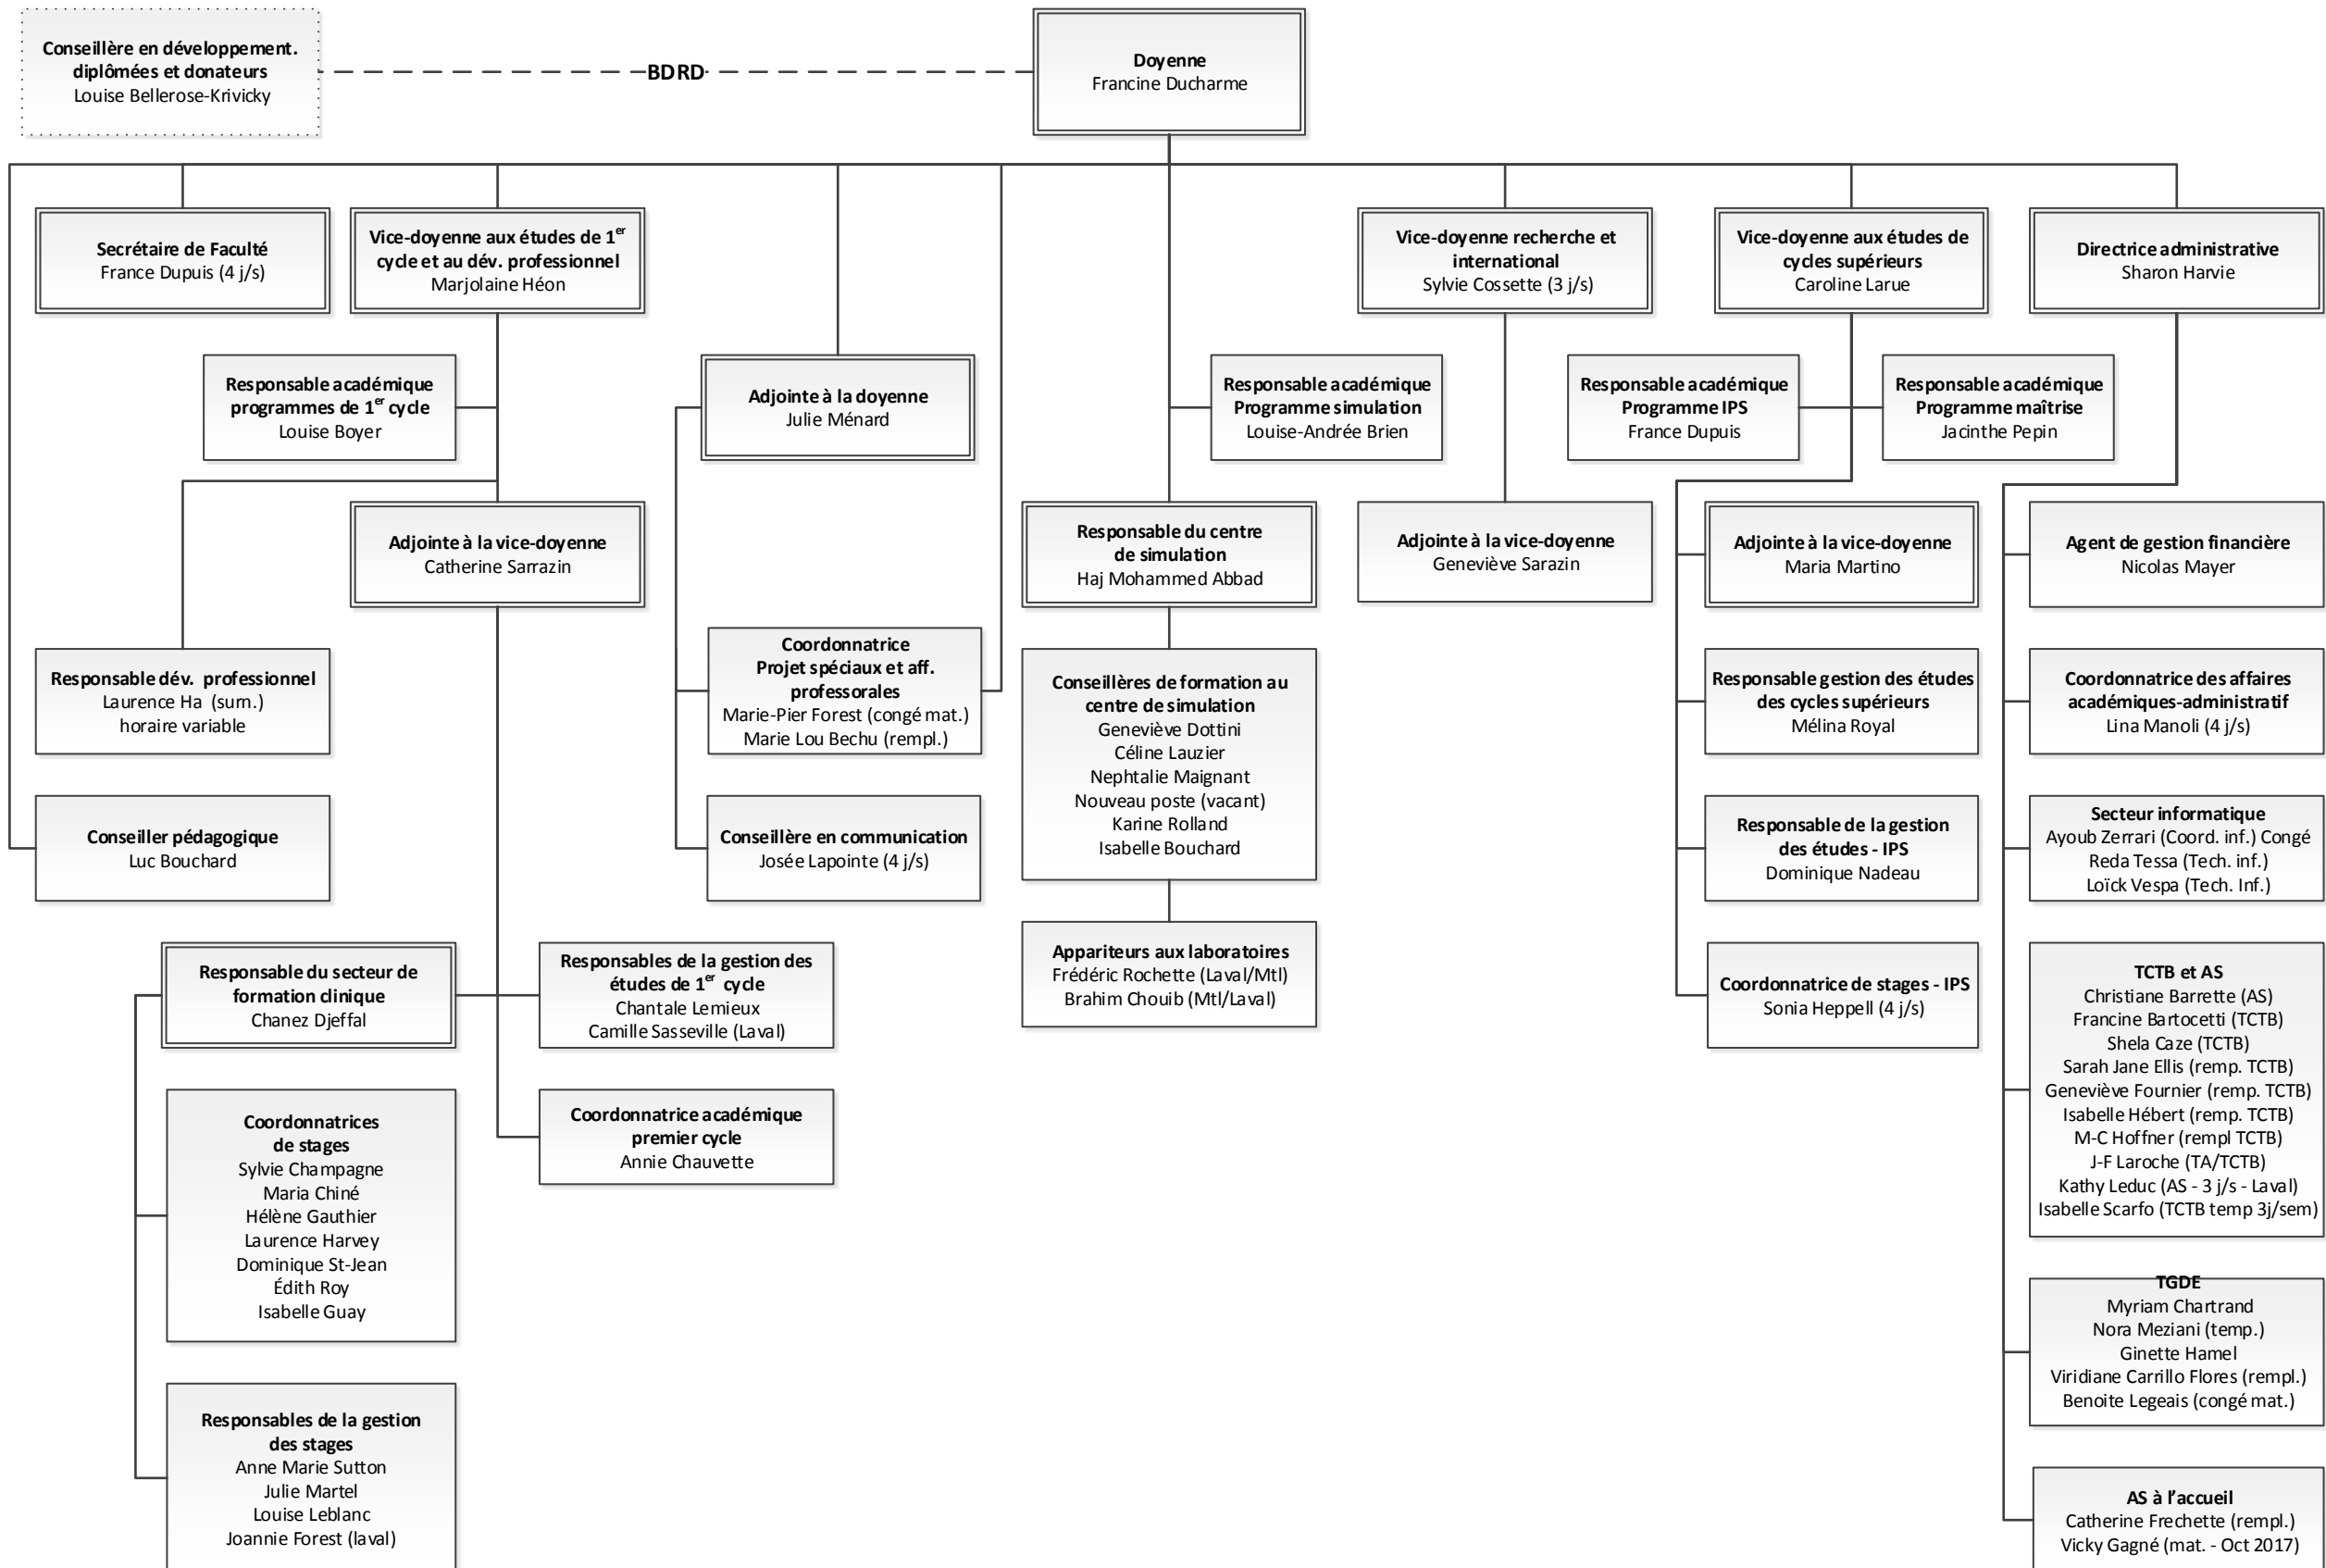 Conseillère en développement.
diplômées et donateurs
Louise Bellerose-Krivicky
BDRD
Doyenne
Francine Ducharme
Secrétaire de Faculté
France Dupuis (4 j/s)
Vice-doyenne aux études de 1er
cycle et au dév. professionnel
Marjolaine Héon
Vice-doyenne recherche et
international
Sylvie Cossette (3 j/s)
Vice-doyenne aux études de
cycles supérieurs
Caroline Larue
Directrice administrative
Sharon Harvie
Responsable académique
programmes de 1er cycle
Louise Boyer
Adjointe à la doyenne
Julie Ménard
Responsable académique
Programme simulation
Louise-Andrée Brien
Responsable académique
Programme IPS
France Dupuis
Responsable académique
Programme maîtrise
Jacinthe Pepin
Adjointe à la vice-doyenne
Catherine Sarrazin
Responsable du centre
de simulation
Haj Mohammed Abbad
Adjointe à la vice-doyenne
Geneviève Sarazin
Adjointe à la vice-doyenne
Maria Martino
Agent de gestion financière
Nicolas Mayer
Responsable dév. professionnel
Laurence Ha (sum.)
horaire variable
Coordonnatrice
Projet spéciaux et aff.
professorales
Marie-Pier Forest (congé mat.)
Marie Lou Bechu (rempl.)
Conseillères de formation au
centre de simulation
Geneviève Dottini
Céline Lauzier
Nephtalie Maignant
Nouveau poste (vacant)
Karine Rolland
Isabelle Bouchard
Responsable gestion des études
des cycles supérieurs
Mélina Royal
Coordonnatrice des affaires
académiques-administratif
Lina Manoli (4 j/s)
Conseiller pédagogique
Luc Bouchard
Conseillère en communication
Josée Lapointe (4 j/s)
Responsable de la gestion
des études - IPS
Dominique Nadeau
Secteur informatique
Ayoub Zerrari (Coord. inf.) Congé
Reda Tessa (Tech. inf.)
Loïck Vespa (Tech. Inf.)
Responsable du secteur de
formation clinique
Chanez Djeffal
Responsables de la gestion des
études de 1er cycle
Chantale Lemieux
Camille Sasseville (Laval)
Appariteurs aux laboratoires
Frédéric Rochette (Laval/Mtl)
Brahim Chouib (Mtl/Laval)
Coordonnatrice de stages - IPS
Sonia Heppell (4 j/s)
TCTB et AS
Christiane Barrette (AS)
Francine Bartocetti (TCTB)
Shela Caze (TCTB)
Sarah Jane Ellis (remp. TCTB)
Geneviève Fournier (remp. TCTB)
Isabelle Hébert (remp. TCTB)
M-C Hoffner (rempl TCTB)
J-F Laroche (TA/TCTB)
Kathy Leduc (AS - 3 j/s - Laval)
Isabelle Scarfo (TCTB temp 3j/sem)
Coordonnatrices
de stages
Sylvie Champagne
Maria Chiné
Hélène Gauthier
Laurence Harvey
Dominique St-Jean
Édith Roy
Isabelle Guay
Coordonnatrice académique
premier cycle
Annie Chauvette
TGDE
Myriam Chartrand
Nora Meziani (temp.)
Ginette Hamel
Viridiane Carrillo Flores (rempl.)
Benoite Legeais (congé mat.)
Responsables de la gestion
des stages
Anne Marie Sutton
Julie Martel
Louise Leblanc
Joannie Forest (laval)
AS à l'accueil
Catherine Frechette (rempl.)
Vicky Gagné (mat. - Oct 2017)